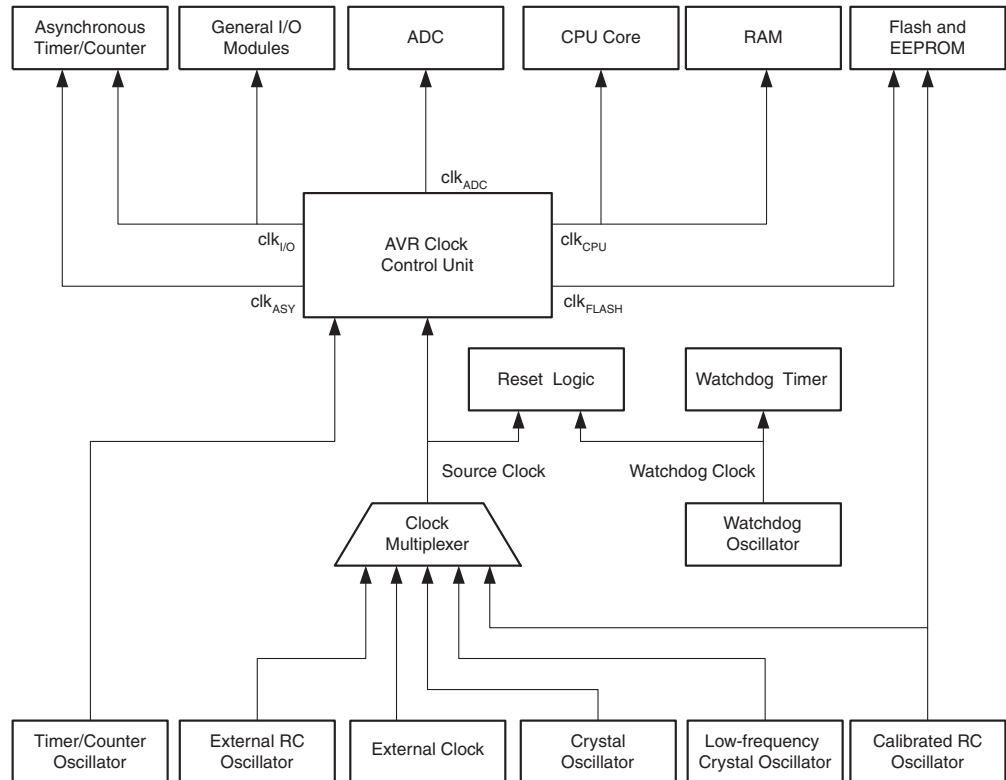 Asynchronous
Timer/Counter
General I/O
Modules
ADC
CPU Core
RAM
Flash and
EEPROM
clkADC
AVR Clock
Control Unit
clkI/O
clkCPU
clkASY
clkFLASH
Reset Logic
Watchdog Timer
Source Clock
Watchdog Clock
Clock
Multiplexer
Watchdog
Oscillator
Timer/Counter
Oscillator
External RC
Oscillator
External Clock
Crystal
Oscillator
Low-frequency
Crystal Oscillator
Calibrated RC
Oscillator